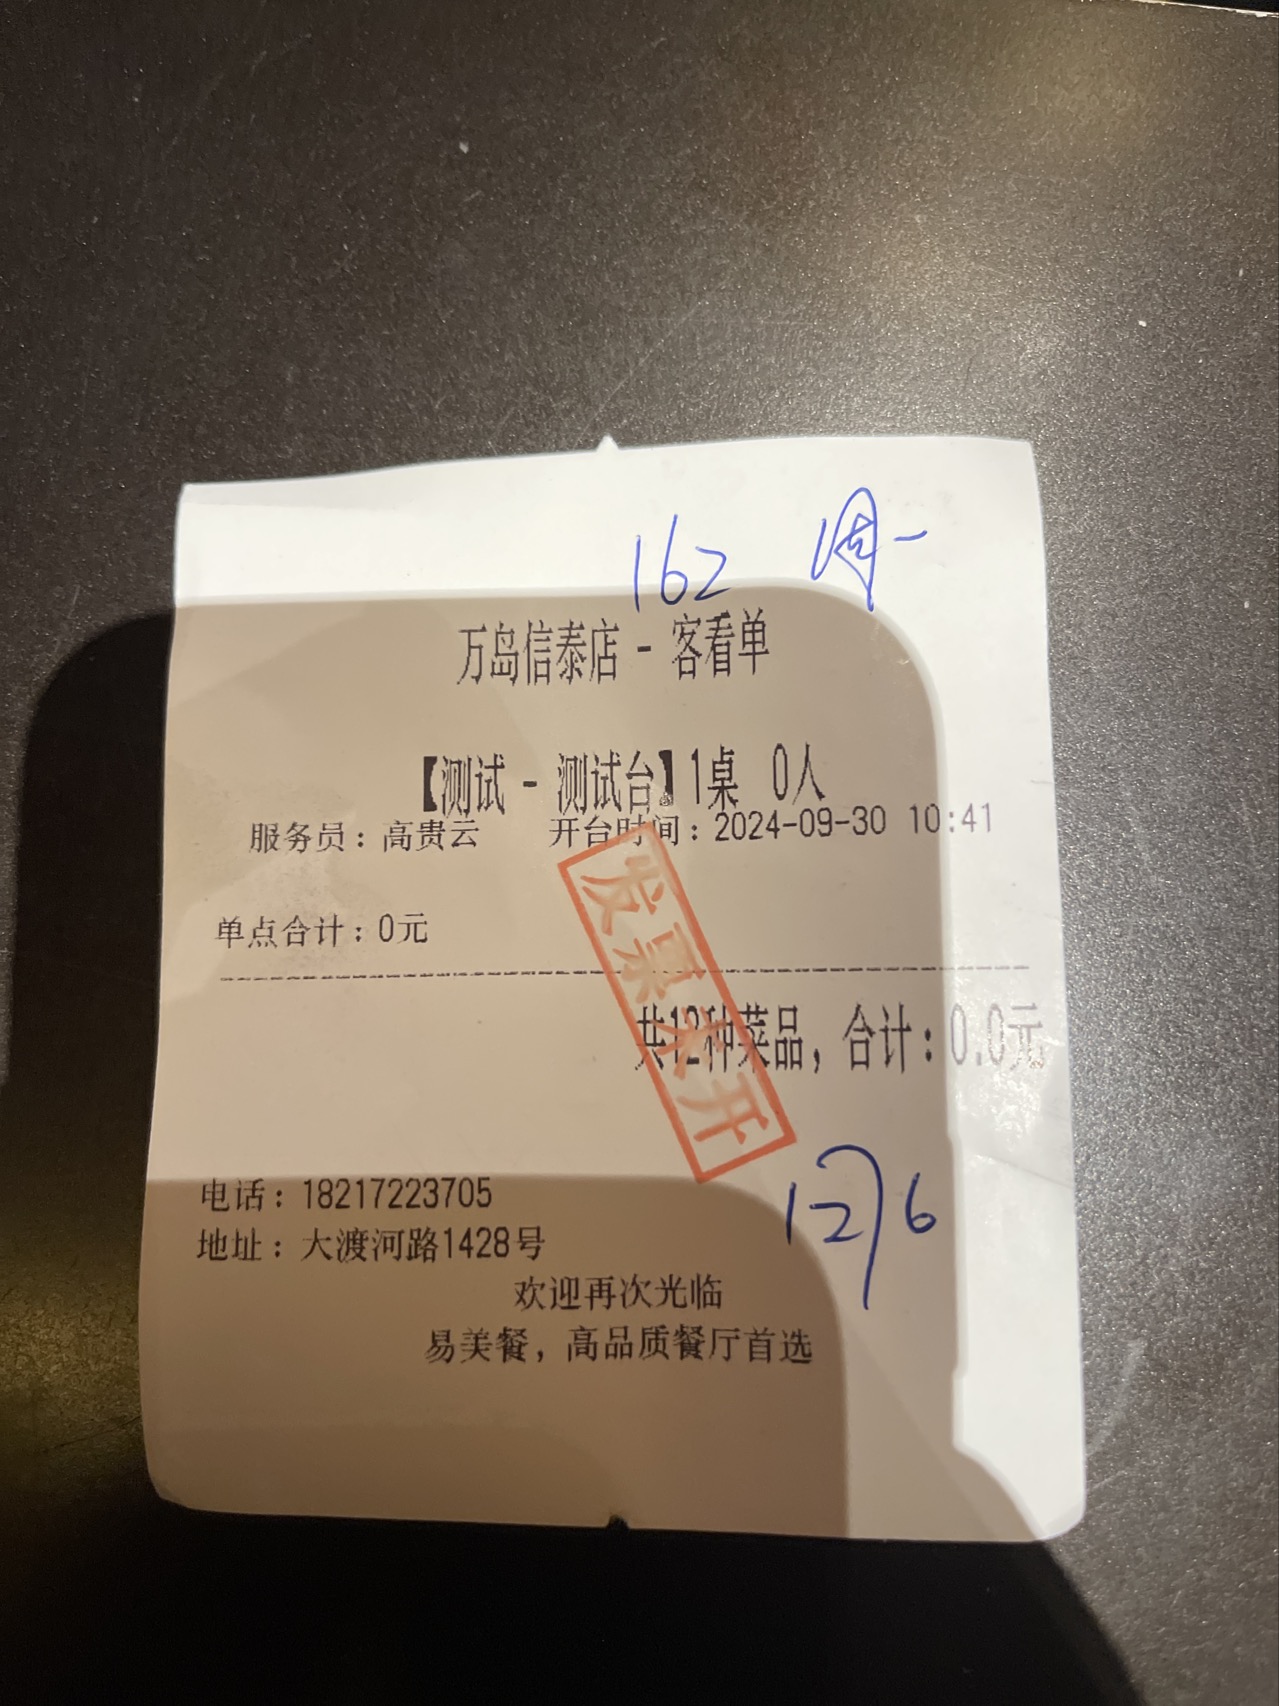 162 周一
万岛信泰店 - 客看单
【测试 - 测试台】1桌 0人
服务员：高贵云 开台时间：2024-09-30 10:41
单点合计：0元
发票未开
共12种菜品，合计：0.0元
电话：18217223705
地址：大渡河路1428号
欢迎再次光临
易美餐，高品质餐厅首选